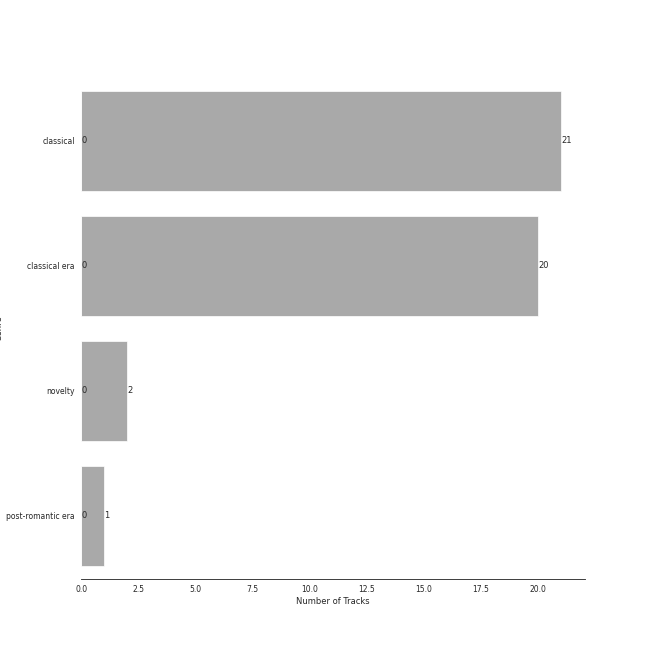 classical 0 21
classical era 0 20
novelty 0 2
post-romantic era 0 1
0.0 2.5 5.0 7.5 10.0 12.5 15.0 17.5 20.0
Number of Tracks